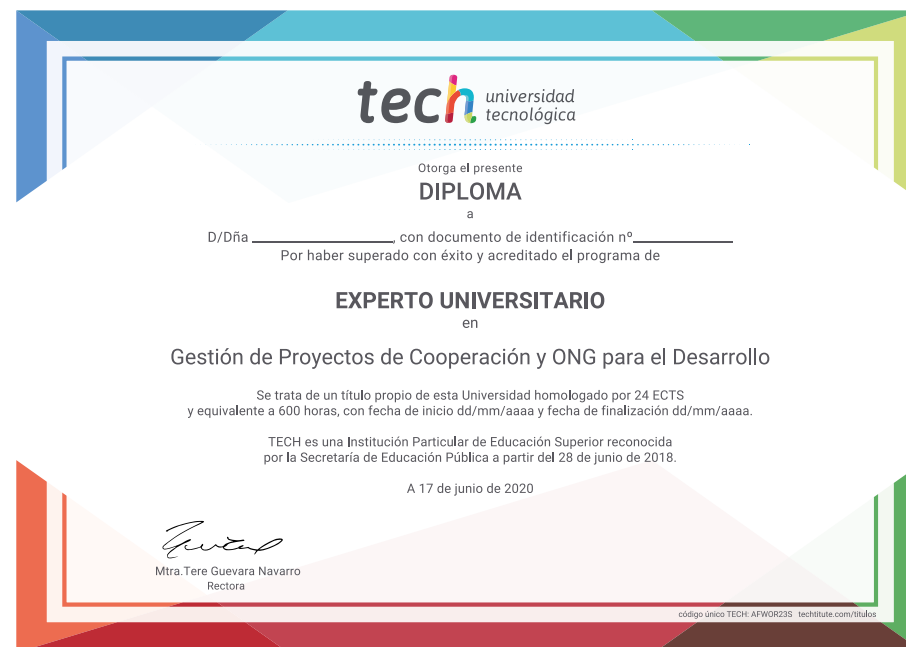 tech universidad
tecnológica
Otorga el presente
DIPLOMA
a
D/Dña ____________________, con documento de identificación nº______________
Por haber superado con éxito y acreditado el programa de
EXPERTO UNIVERSITARIO
en
Gestión de Proyectos de Cooperación y ONG para el Desarrollo
Se trata de un título propio de esta Universidad homologado por 24 ECTS
y equivalente a 600 horas, con fecha de inicio dd/mm/aaaa y fecha de finalización dd/mm/aaaa.
TECH es una Institución Particular de Educación Superior reconocida
por la Secretaría de Educación Pública a partir del 28 de junio de 2018.
A 17 de junio de 2020
Mtra.Tere Guevara Navarro
Rectora
código único TECH: AFWOR23S techtitute.com/titulos